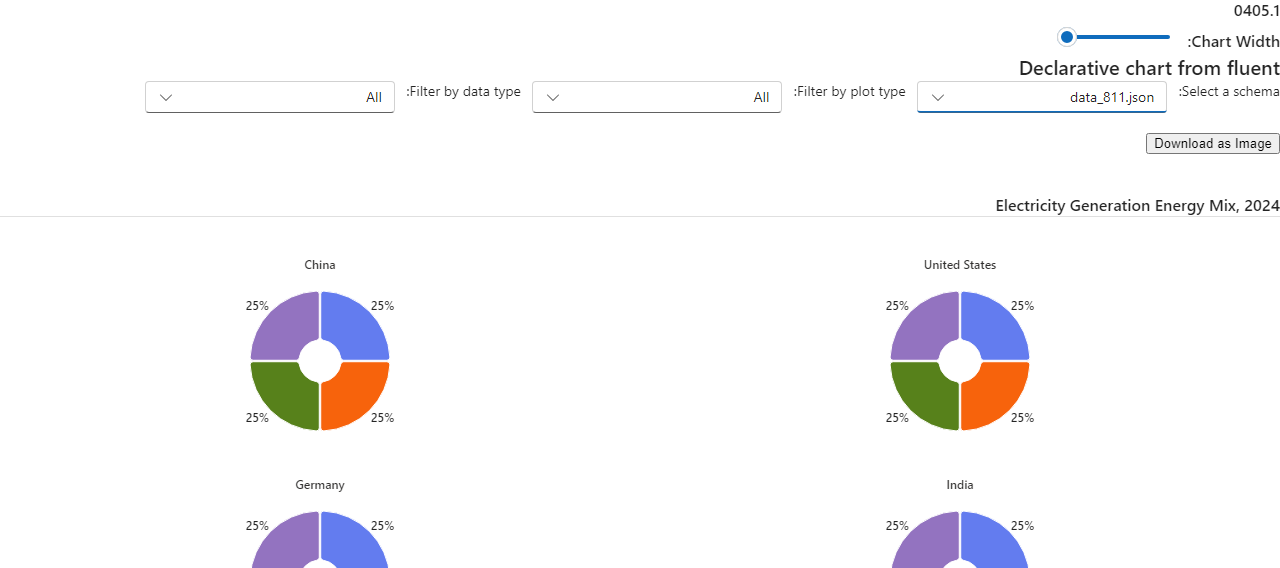 0405.1
:Chart Width
Declarative chart from fluent
:Select a schema
data_811.json
:Filter by plot type
All
:Filter by data type
All
Download as Image
Electricity Generation Energy Mix, 2024
United States
25%
25%
25%
25%
China
25%
25%
25%
25%
India
25%
25%
Germany
25%
25%